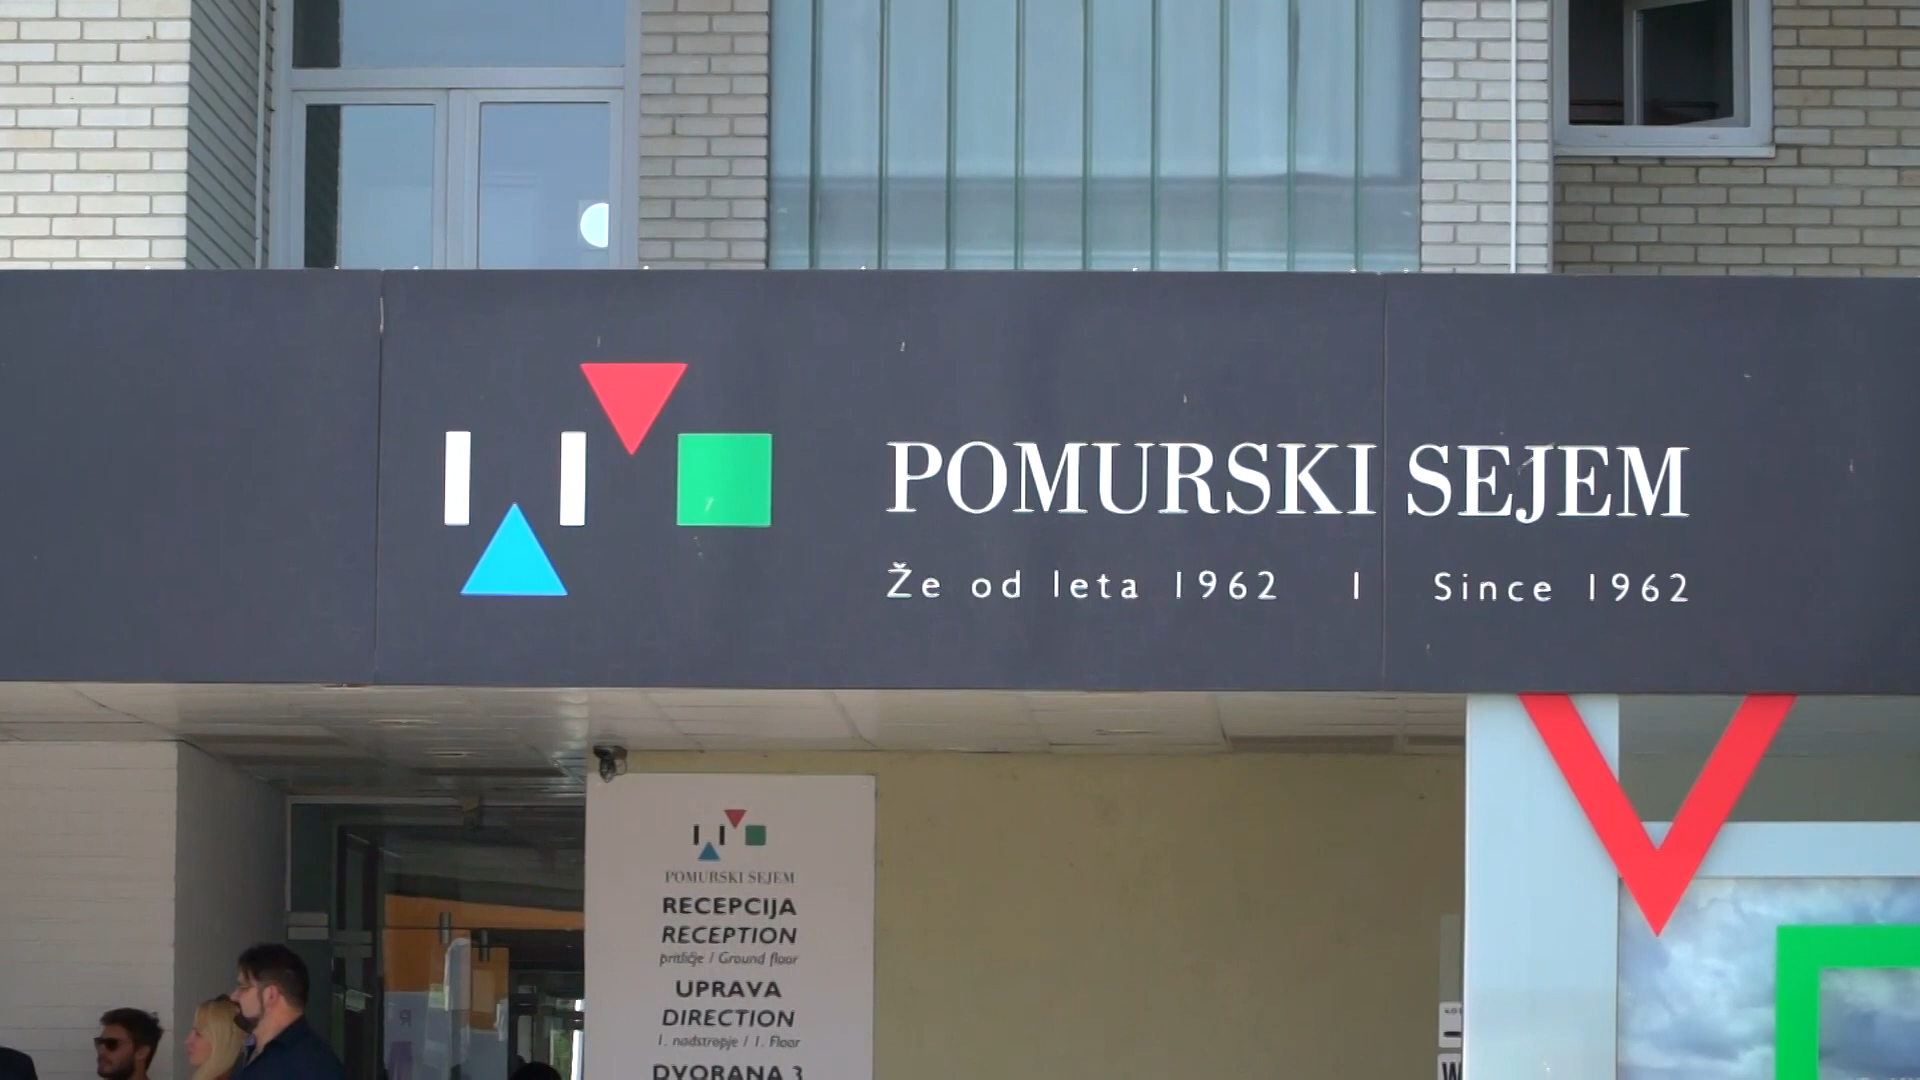 POMURSKI SEJEM
Že od leta 1962 | Since 1962
POMURSKI SEJEM
RECEPCIJA
RECEPTION
pritličje / Ground floor
UPRAVA
DIRECTION
1. nadstropje / 1. Floor
DVORANA 3